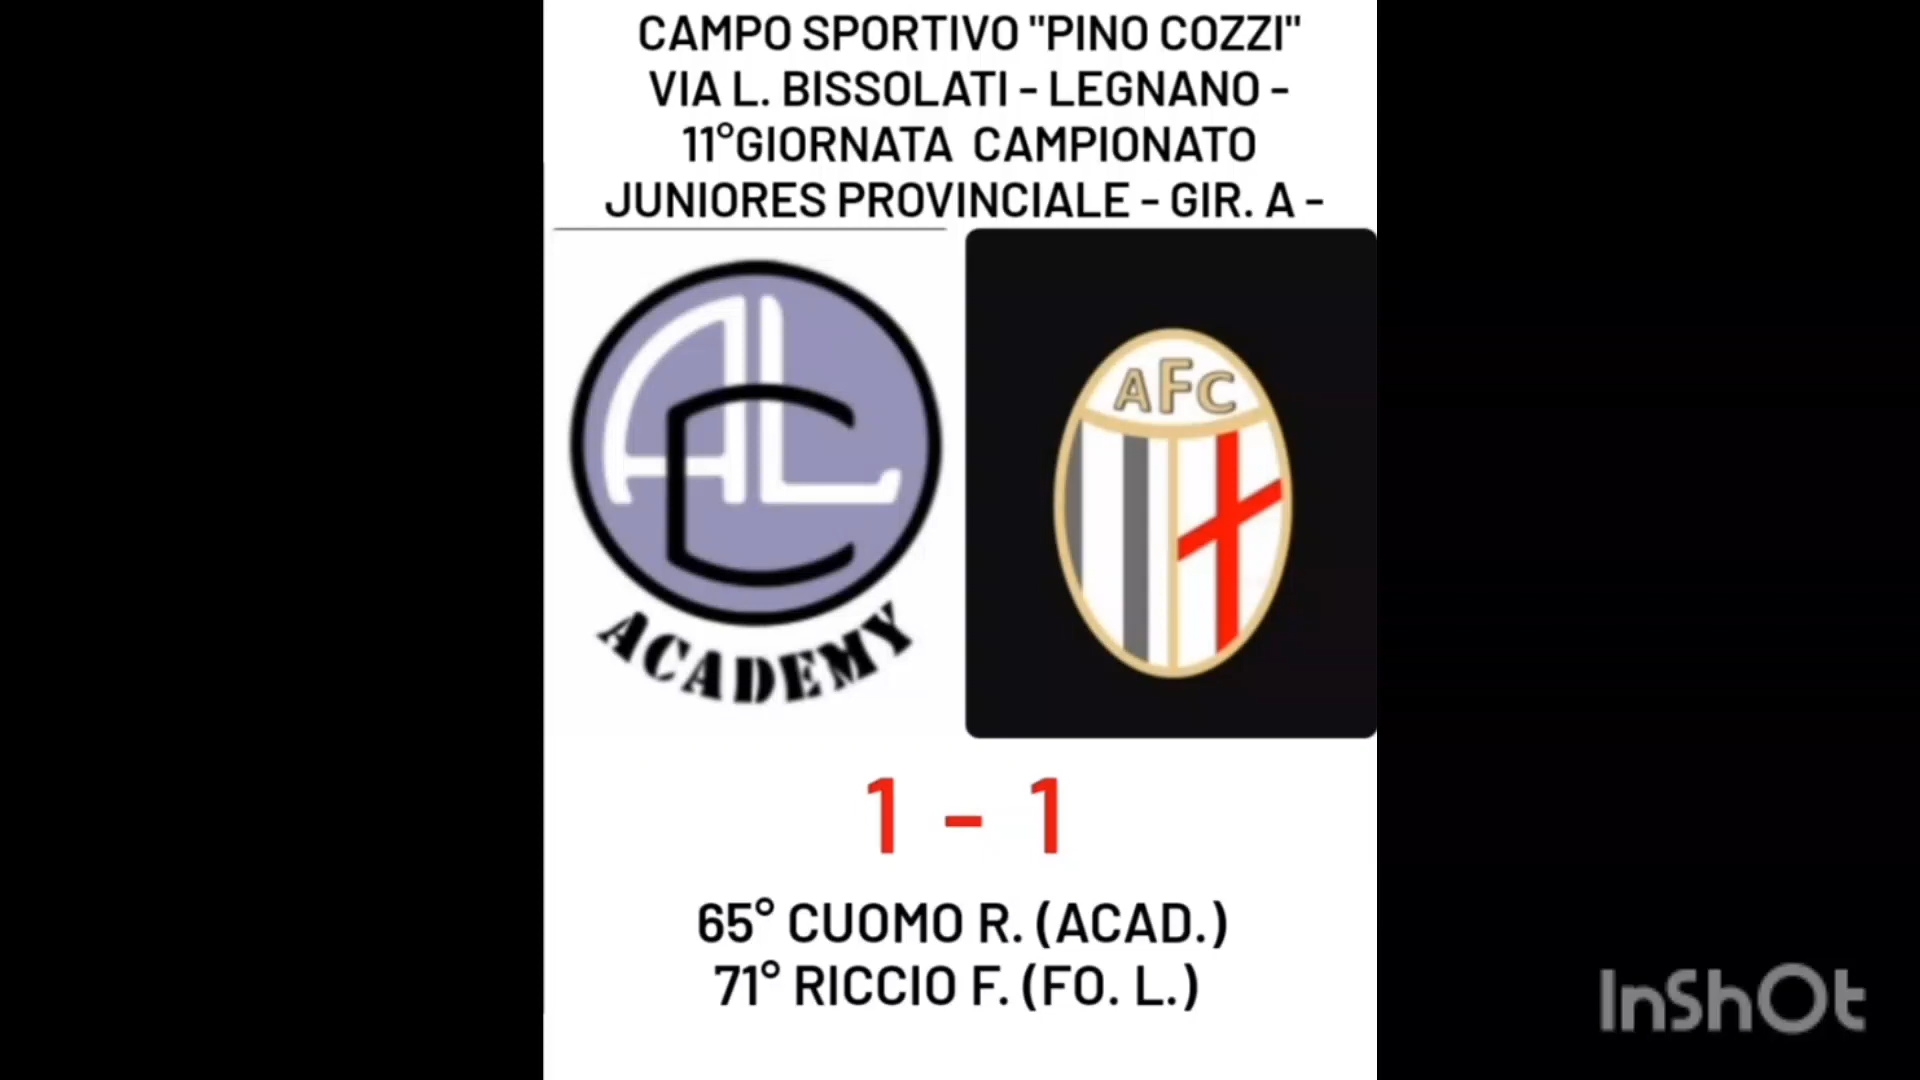 CAMPO SPORTIVO "PINO COZZI"
VIA L. BISSOLATI - LEGNANO -
11°GIORNATA CAMPIONATO
JUNIORES PROVINCIALE - GIR. A -
ALC
ACADEMY
AFC
1 - 1
65° CUOMO R. (ACAD.)
71° RICCIO F. (FO. L.)
InShOt